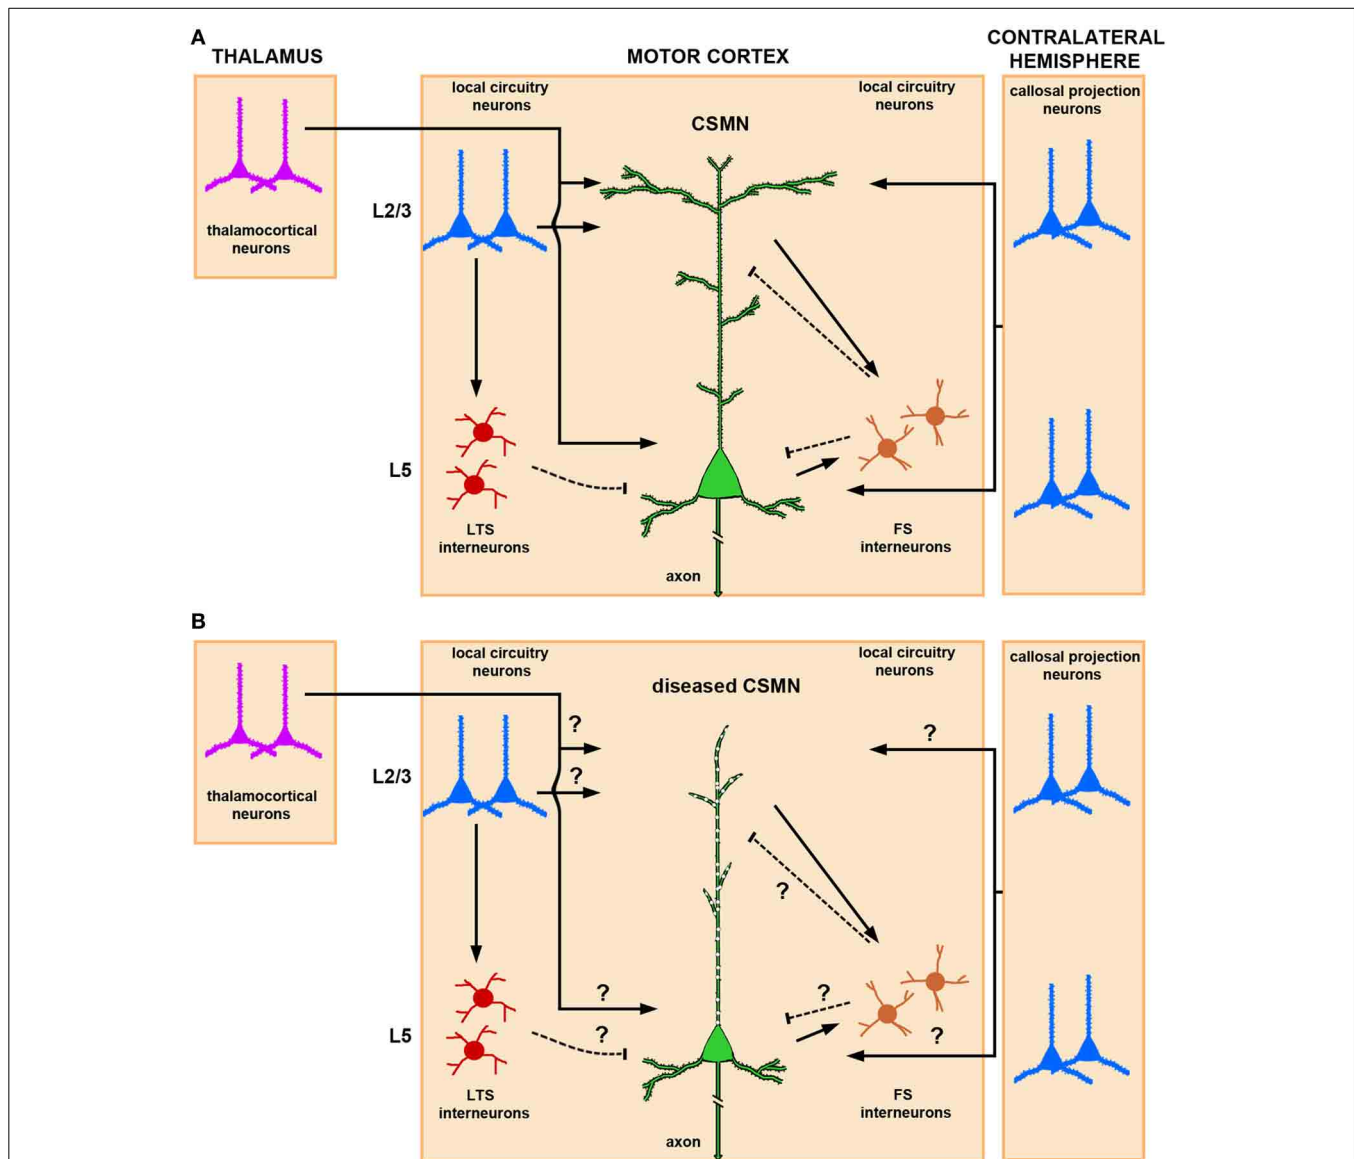 A
THALAMUS
MOTOR CORTEX
CONTRALATERAL
HEMISPHERE
local circuitry
neurons
local circuitry
neurons
callosal projection
neurons
CSMN
L2/3
thalamocortical
neurons
L5
LTS
interneurons
FS
interneurons
axon
B
local circuitry
neurons
local circuitry
neurons
callosal projection
neurons
diseased CSMN
?
?
?
L2/3
thalamocortical
neurons
?
?
?
?
?
L5
LTS
interneurons
FS
interneurons
axon